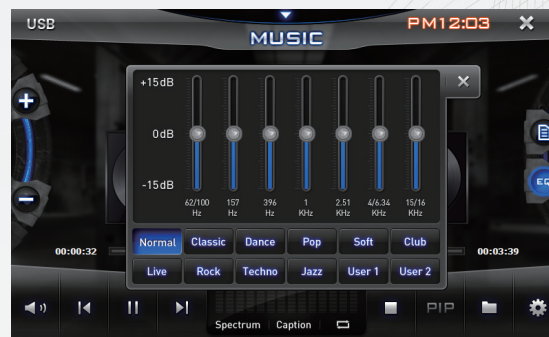 USB
MUSIC
PM12:03
+15dB
0dB
-15dB
62/100 Hz
157 Hz
396 Hz
1 KHz
2.51 KHz
4/6.34 KHz
15/16 KHz
Normal Classic Dance Pop Soft Club
Live Rock Techno Jazz User 1 User 2
EQ
00:00:32
00:03:39
PIP
Spectrum Caption